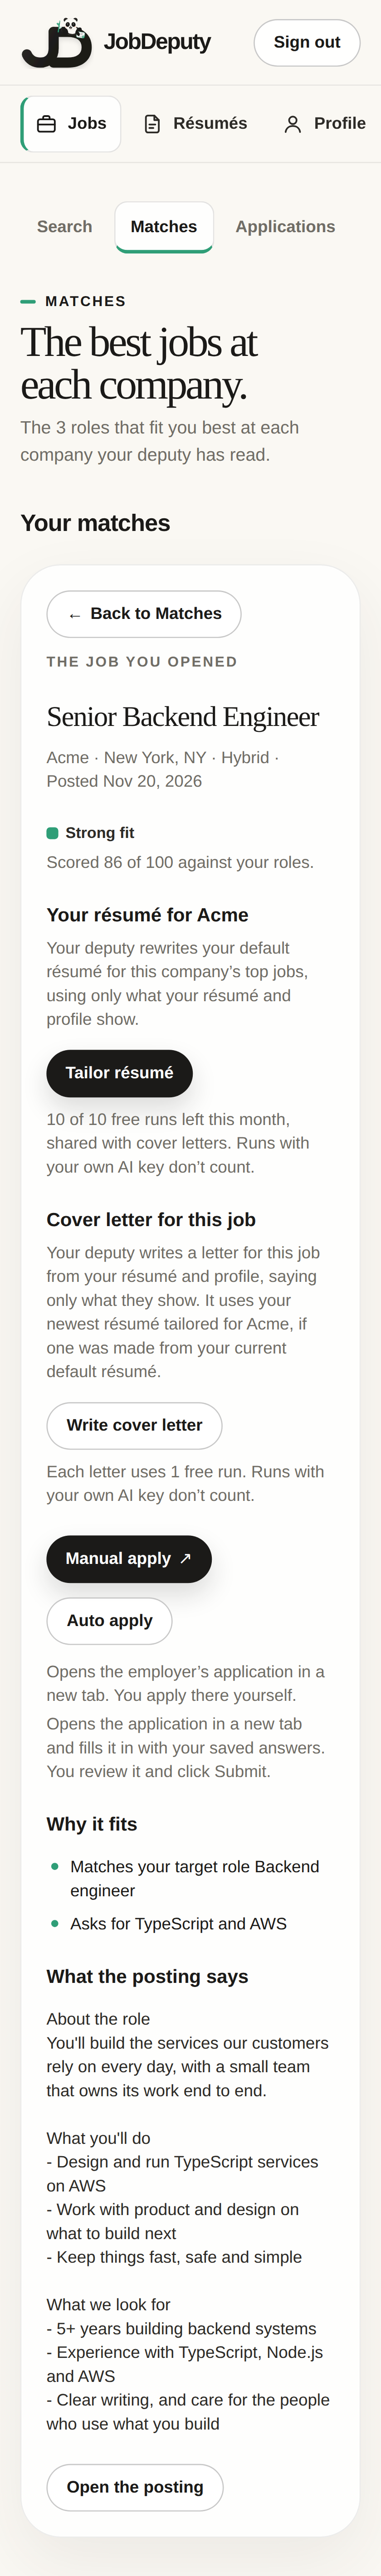 JobDeputy
Sign out
Jobs
Résumés
Profile
Search
Matches
Applications
MATCHES
The best jobs at
each company.
The 3 roles that fit you best at each
company your deputy has read.
Your matches
← Back to Matches
THE JOB YOU OPENED
Senior Backend Engineer
Acme · New York, NY · Hybrid ·
Posted Nov 20, 2026
Strong fit
Scored 86 of 100 against your roles.
Your résumé for Acme
Your deputy rewrites your default
résumé for this company’s top jobs,
using only what your résumé and
profile show.
Tailor résumé
10 of 10 free runs left this month,
shared with cover letters. Runs with
your own AI key don’t count.
Cover letter for this job
Your deputy writes a letter for this job
from your résumé and profile, saying
only what they show. It uses your
newest résumé tailored for Acme, if
one was made from your current
default résumé.
Write cover letter
Each letter uses 1 free run. Runs with
your own AI key don’t count.
Manual apply ↗
Auto apply
Opens the employer’s application in a
new tab. You apply there yourself.
Opens the application in a new tab
and fills it in with your saved answers.
You review it and click Submit.
Why it fits
Matches your target role Backend
engineer
Asks for TypeScript and AWS
What the posting says
About the role
You'll build the services our customers
rely on every day, with a small team
that owns its work end to end.
What you'll do
- Design and run TypeScript services
on AWS
- Work with product and design on
what to build next
- Keep things fast, safe and simple
What we look for
- 5+ years building backend systems
- Experience with TypeScript, Node.js
and AWS
- Clear writing, and care for the people
who use what you build
Open the posting